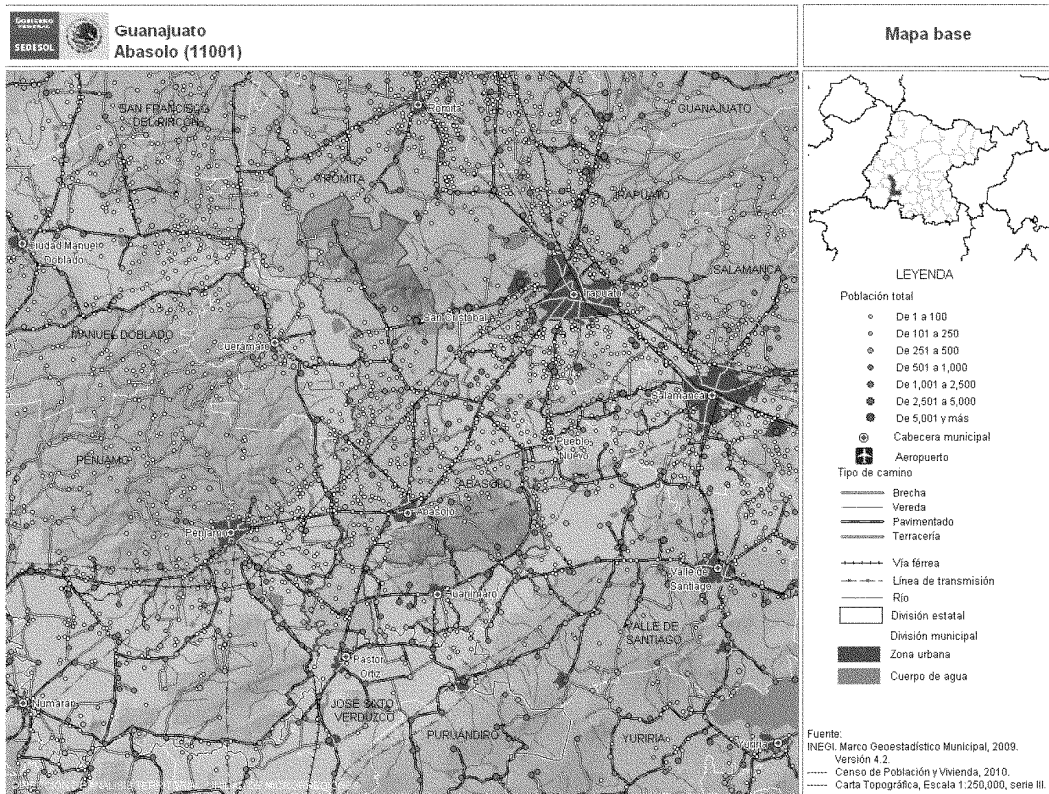 GOBIERNO
FEDERAL
SEDESOL
Guanajuato
Abasolo (11001)
Mapa base
SAN FRANCISCO
DEL RINCÓN
Romita
GUANAJUATO
ROMITA
IRAPUATO
Ciudad Manuel
Doblado
SALAMANCA
Irapuato
San Cristobal
MANUEL DOBLADO
Cuerámaro
Salamanca
Pueblo
Nuevo
PÉNJAMO
ABASOLO
Abasolo
Pénjamo
Valle de
Santiago
Huanímaro
VALLE DE
SANTIAGO
Pastor
Ortiz
Numarán
JOSE SIXTO
VERDUZCO
PURUÁNDIRO
YURIRIA
Yuriria
LEYENDA
Población total
De 1 a 100
De 101 a 250
De 251 a 500
De 501 a 1,000
De 1,001 a 2,500
De 2,501 a 5,000
De 5,001 y más
Cabecera municipal
Aeropuerto
Tipo de camino
Brecha
Vereda
Pavimentado
Terracería
Vía férrea
Línea de transmisión
Río
División estatal
División municipal
Zona urbana
Cuerpo de agua
Fuente:
INEGI. Marco Geoestadístico Municipal, 2009.
Versión 4.2.
------ Censo de Población y Vivienda, 2010.
------ Carta Topográfica, Escala 1:250,000, serie III.